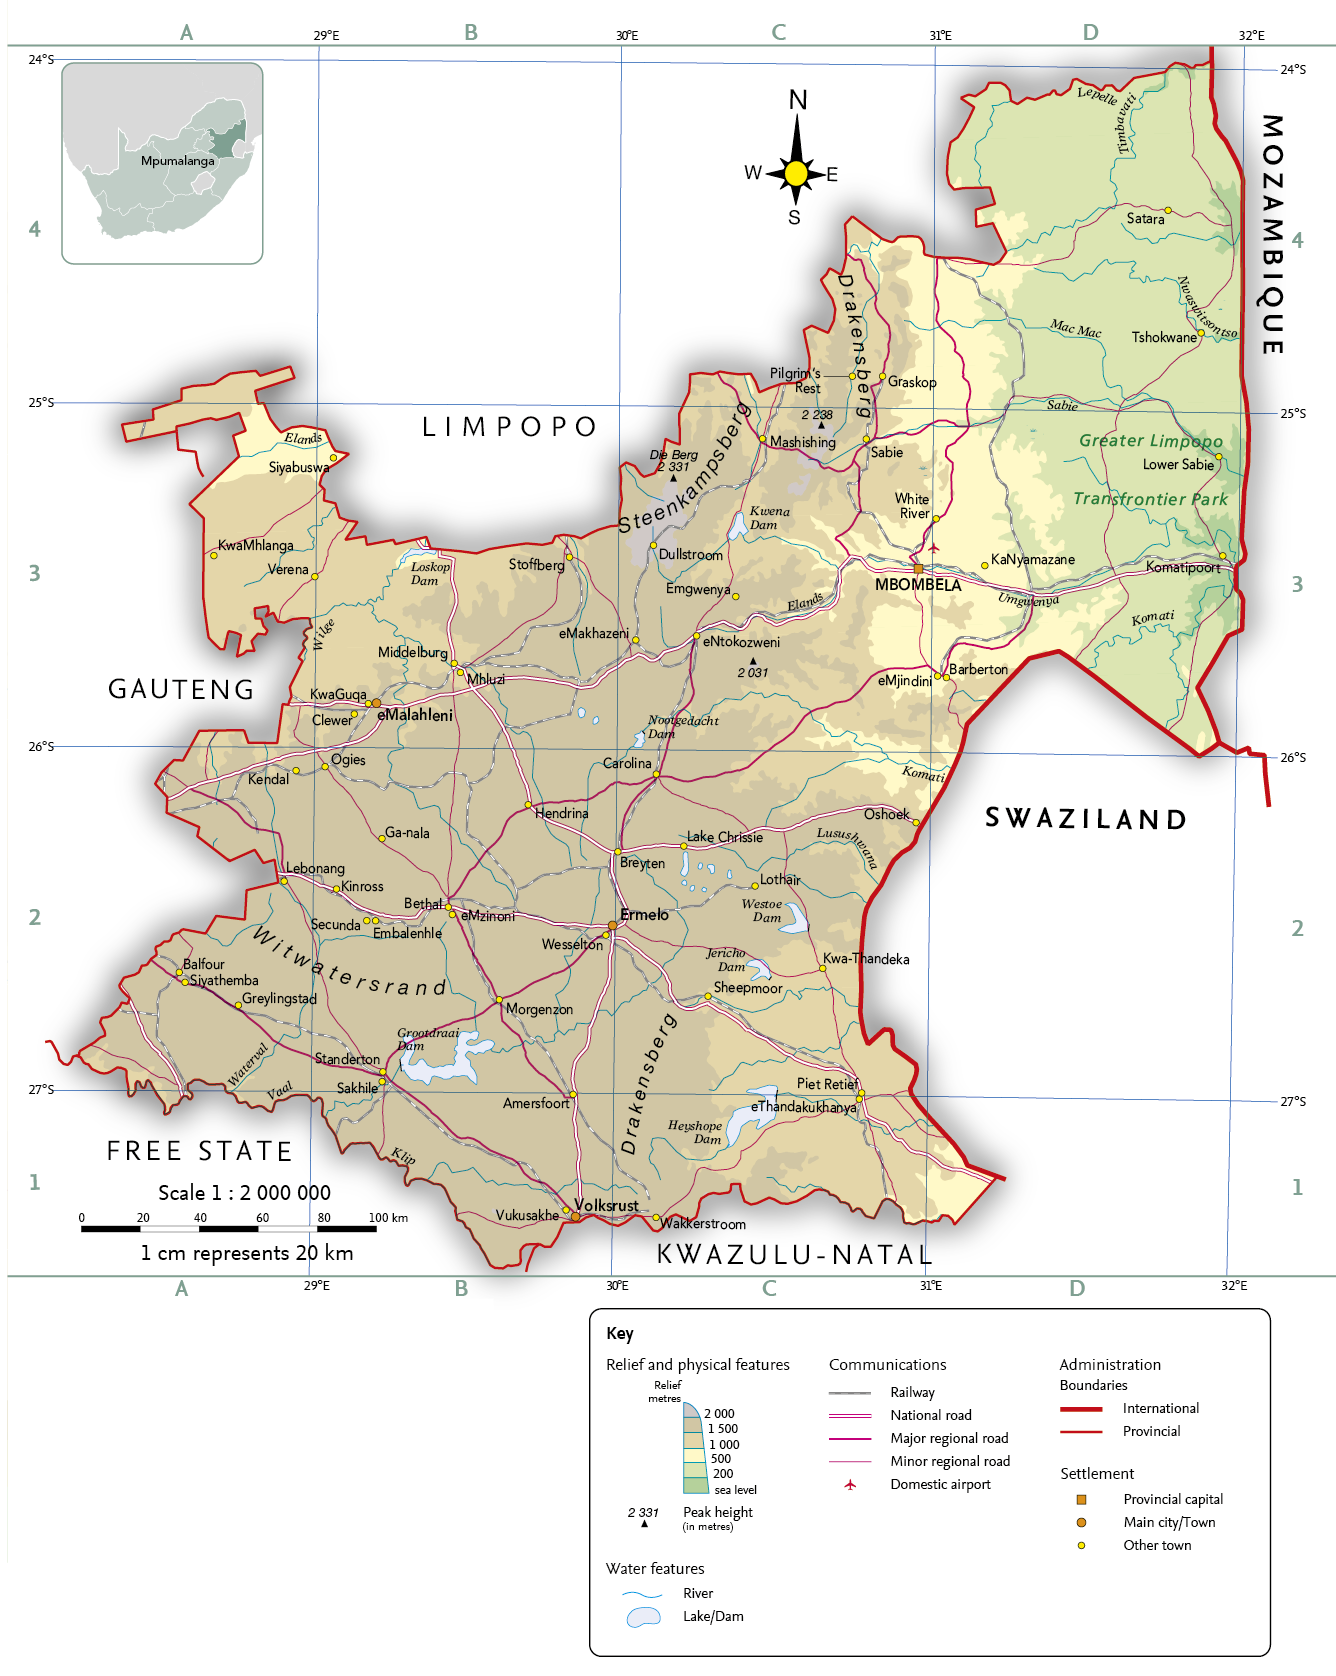 A
B
C
D
29°E
30°E
31°E
32°E
24°S
24°S
Mpumalanga
N
W
E
S
MOZAMBIQUE
Lepelle
Timbavati
4
4
Satara
Nwaswitsontso
Drakensberg
Mac Mac
Tshokwane
Pilgrim's
Rest
Graskop
25°S
25°S
LIMPOPO
2 238
Sabie
Elands
Siyabuswa
Mashishing
Sabie
Greater Limpopo
Lower Sabie
Die Berg
2 331
Steenkampsberg
Transfrontier Park
White
River
Kwena
Dam
KwaMhlanga
Verena
Loskop
Dam
Stoffberg
Dullstroom
Emgwenya
KaNyamazane
Komatipoort
3
3
MBOMBELA
Elands
Umgwenya
Komati
Wilge
eMakhazeni
eNtokozweni
Middelburg
Mhluzi
2 031
eMjindini
Barberton
GAUTENG
KwaGuqa
Clewer
eMalahleni
Nootgedacht
Dam
26°S
26°S
Ogies
Kendal
Carolina
Komati
Hendrina
Oshoek
SWAZILAND
Ga-nala
Lake Chrissie
Lusushwana
Breyten
Lebonang
Kinross
Lothair
Bethal
eMzinoni
Westoe
Dam
2
2
Secunda
Embalenhle
Ermelo
Wesselton
Witwatersrand
Jericho
Dam
Kwa-Thandeka
Balfour
Siyathemba
Greylingstad
Sheepmoor
Morgenzon
Grootdraai
Dam
Drakensberg
Standerton
Sakhile
Waterval
Vaal
27°S
27°S
Piet Retief
eThandakukhanya
Amersfoort
Heyshope
Dam
FREE STATE
Klip
1
1
Scale 1 : 2 000 000
0 20 40 60 80 100 km
1 cm represents 20 km
Vukusakhe
Volksrust
Wakkerstroom
KWAZULU-NATAL
29°E
30°E
31°E
32°E
A
B
C
D
Key
Relief and physical features
Relief
metres
2 000
1 500
1 000
500
200
sea level
2 331
Peak height
(in metres)
Water features
River
Lake/Dam
Communications
Railway
National road
Major regional road
Minor regional road
Domestic airport
Administration
Boundaries
International
Provincial
Settlement
Provincial capital
Main city/Town
Other town